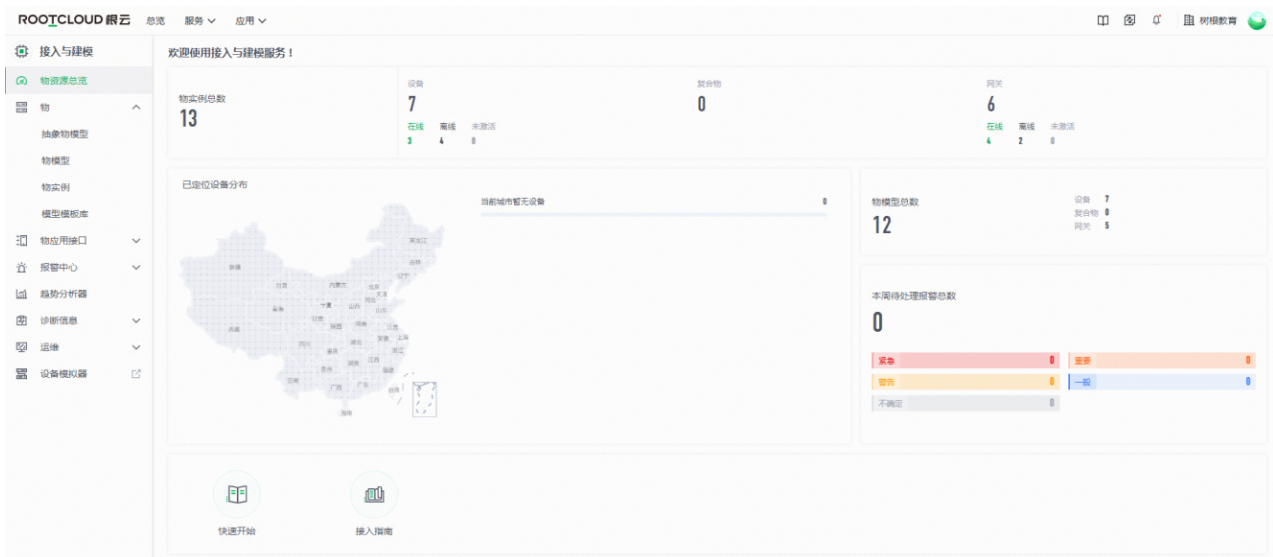 ROOTCLOUD 根云 总览 服务 应用 树根教育
接入与建模
物资源总览
物
抽象物模型
物模型
物实例
模型模板库
物应用接口
报警中心
趋势分析器
诊断信息
运维
设备模拟器
欢迎使用接入与建模服务！
物实例总数
13
设备
7
在线 离线 未激活
3 4 0
复合物
0
网关
6
在线 离线 未激活
4 2 0
已定位设备分布
当前城市暂无设备 0
黑龙江
吉林
辽宁
新疆
甘肃
内蒙古
北京
天津
河北
宁夏
山西
山东
青海
甘肃
陕西
河南
江苏
西藏
安徽
上海
四川
湖北
重庆
浙江
湖南
江西
贵州
福建
云南
广西
广东
台湾
海南
物模型总数
12
设备 7
复合物 0
网关 5
本周待处理报警总数
0
紧急 0 重要 0
警告 0 一般 0
不确定 0
快速开始 接入指南